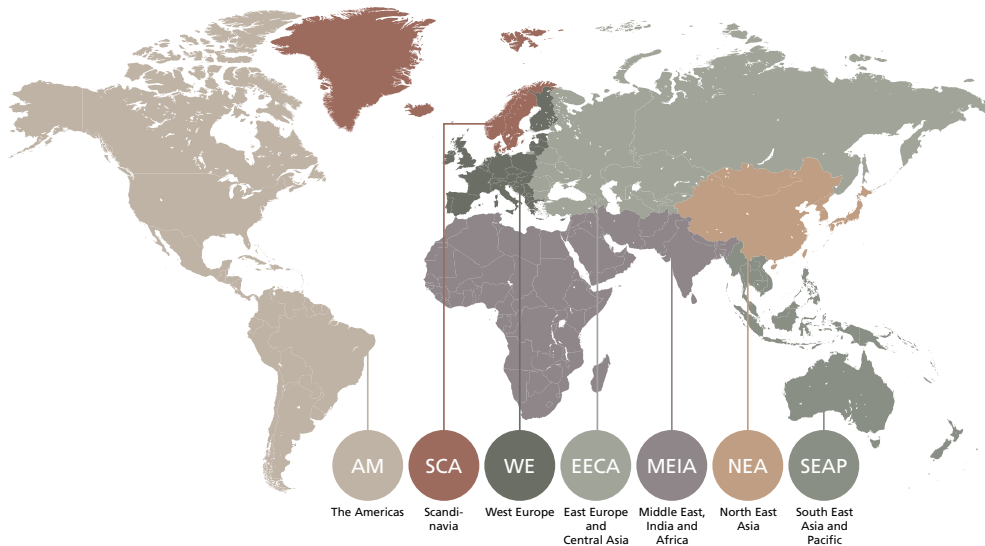 AM
SCA
WE
EECA
MEIA
NEA
SEAP
The Americas
Scandi-
navia
West Europe
East Europe
and
Central Asia
Middle East,
India and
Africa
North East
Asia
South East
Asia and
Pacific